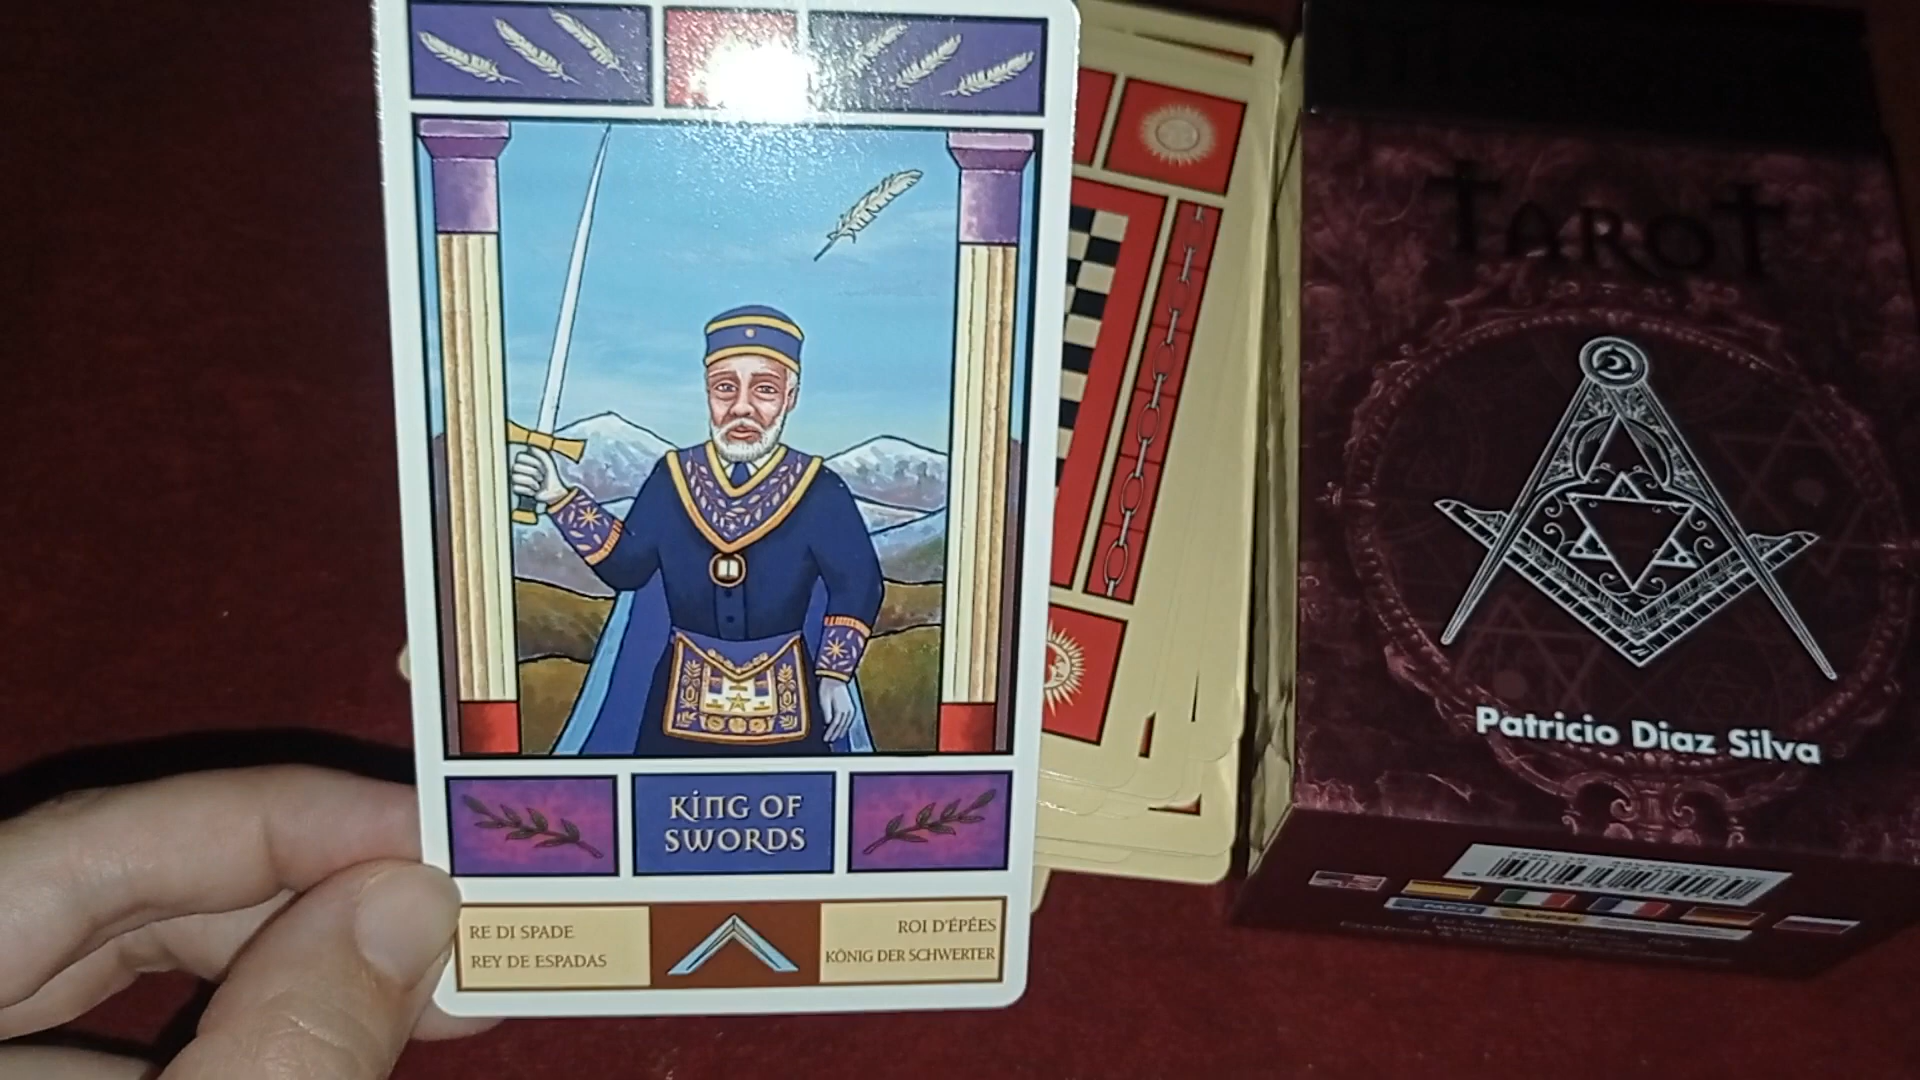 KING OF
SWORDS
RE DI SPADE
REY DE ESPADAS
ROI D'ÉPÉES
KÖNIG DER SCHWERTER
TAROT
Patricio Diaz Silva